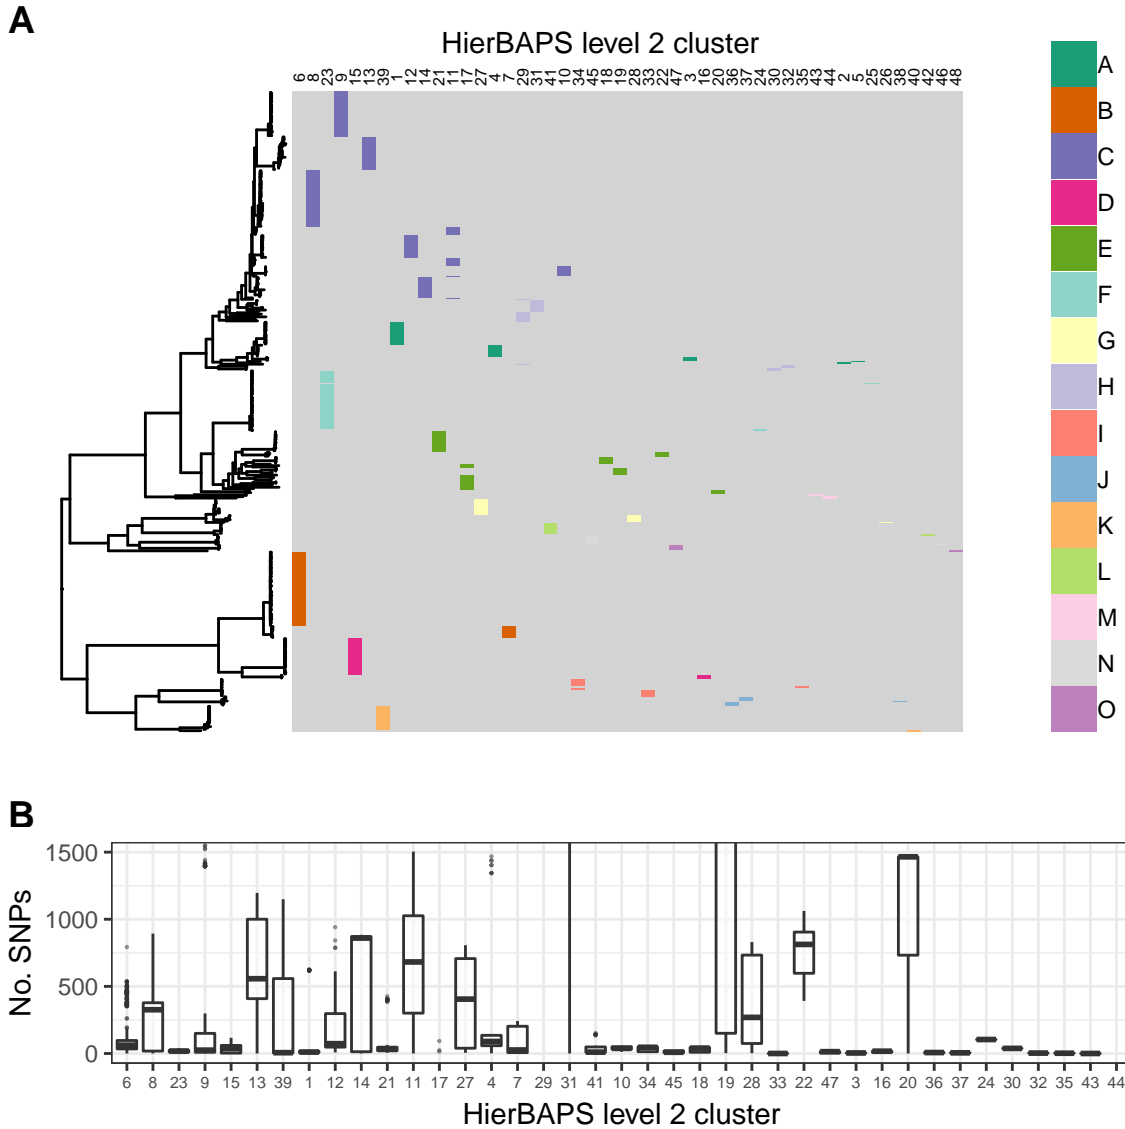 A
HierBAPS level 2 cluster
6 8 23 9 15 13 39 1 12 14 21 11 17 27 4 7 29 31 41 10 34 45 18 19 28 33 22 47 3 16 20 36 37 24 30 32 35 43 44 2 5 25 26 38 40 42 46 48
A
B
C
D
E
F
G
H
I
J
K
L
M
N
O
B
No. SNPs
1500
1000
500
0
6 8 23 9 15 13 39 1 12 14 21 11 17 27 4 7 29 31 41 10 34 45 18 19 28 33 22 47 3 16 20 36 37 24 30 32 35 43 44
HierBAPS level 2 cluster